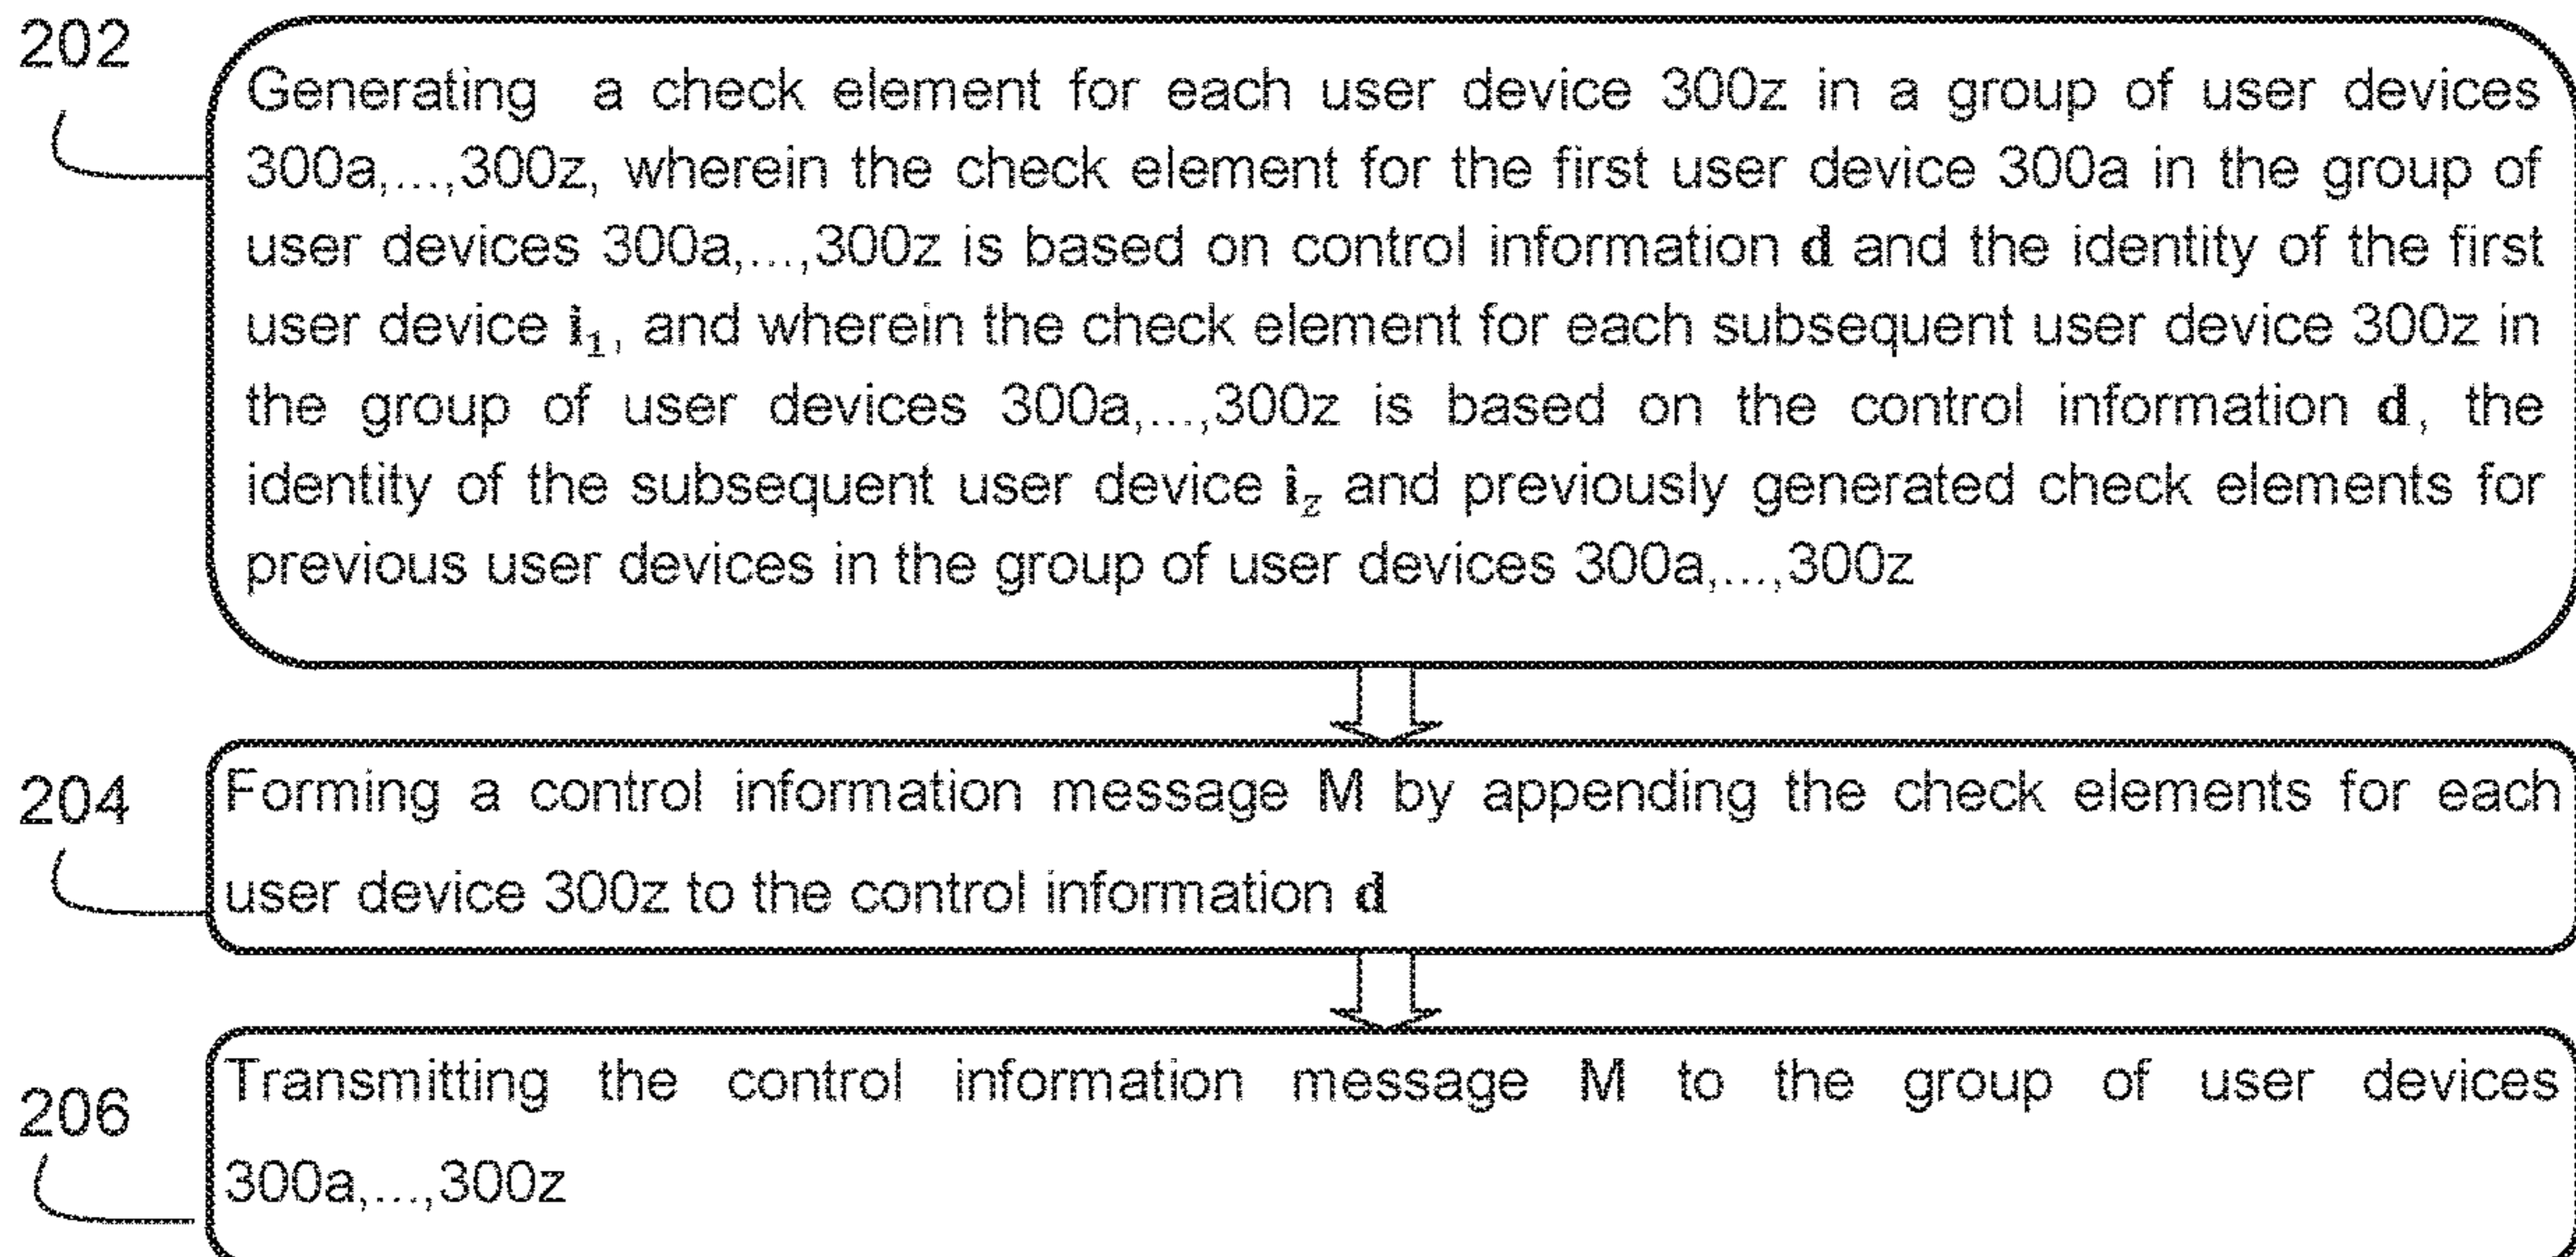 202
Generating a check element for each user device 300z in a group of user devices
300a,...,300z, wherein the check element for the first user device 300a in the group of
user devices 300a,...,300z is based on control information d and the identity of the first
user device i₁, and wherein the check element for each subsequent user device 300z in
the group of user devices 300a,...,300z is based on the control information d, the
identity of the subsequent user device i_z and previously generated check elements for
previous user devices in the group of user devices 300a,...,300z
204
Forming a control information message M by appending the check elements for each
user device 300z to the control information d
206
Transmitting the control information message M to the group of user devices
300a,...,300z